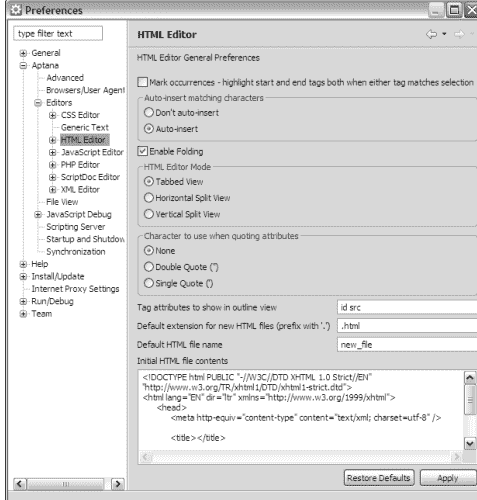 Preferences
type filter text
General
Aptana
Advanced
Browsers/User Agent
Editors
CSS Editor
Generic Text
HTML Editor
JavaScript Editor
PHP Editor
ScriptDoc Editor
XML Editor
File View
JavaScript Debug
Scripting Server
Startup and Shutdow
Synchronization
Help
Install/Update
Internet Proxy Settings
Run/Debug
Team
HTML Editor
HTML Editor General Preferences
Mark occurrences - highlight start and end tags both when either tag matches selection
Auto-insert matching characters
Don't auto-insert
Auto-insert
Enable Folding
HTML Editor Mode
Tabbed View
Horizontal Split View
Vertical Split View
Character to use when quoting attributes
None
Double Quote (")
Single Quote (')
Tag attributes to show in outline view id src
Default extension for new HTML files (prefix with '.') .html
Default HTML file name new_file
Initial HTML file contents
<!DOCTYPE html PUBLIC "-//W3C//DTD XHTML 1.0 Strict//EN"
"http://www.w3.org/TR/xhtml1/DTD/xhtml1-strict.dtd">
<html lang="EN" dir="ltr" xmlns="http://www.w3.org/1999/xhtml">
<head>
<meta http-equiv="content-type" content="text/xml; charset=utf-8" />
<title></title>
Restore Defaults Apply